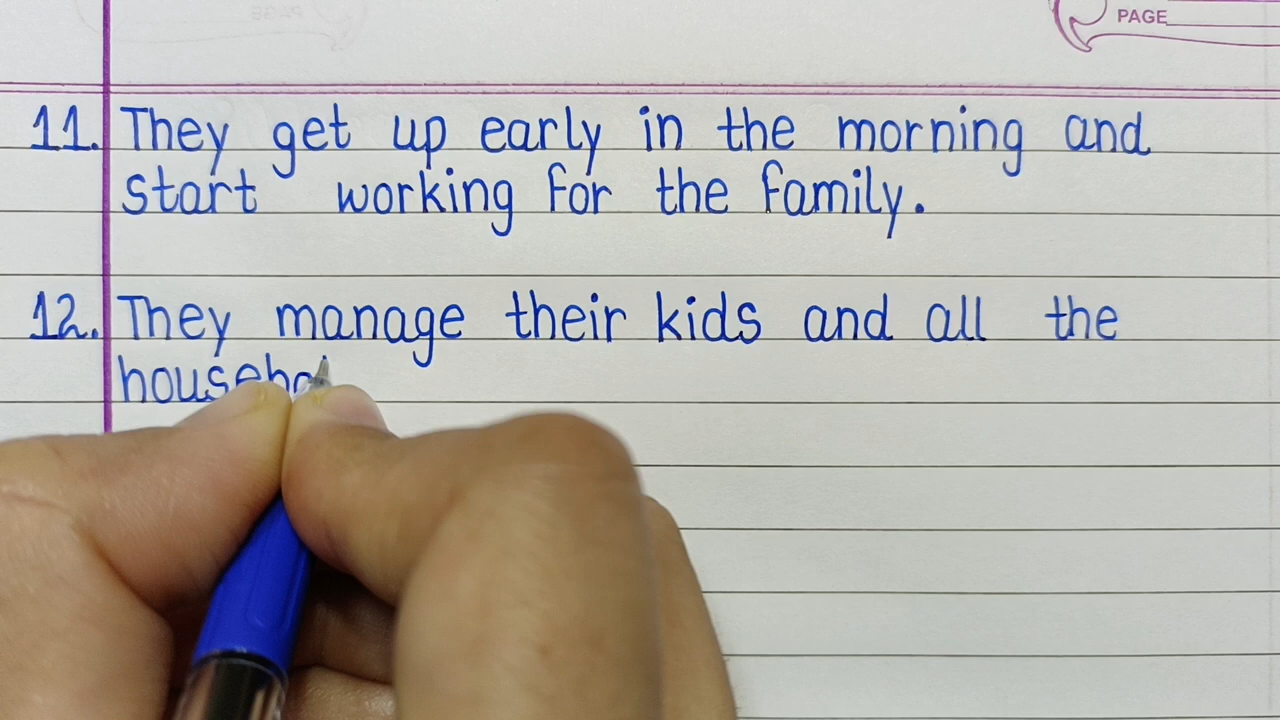 PAGE
11. They get up early in the morning and
start working for the family.
12. They manage their kids and all the
househo